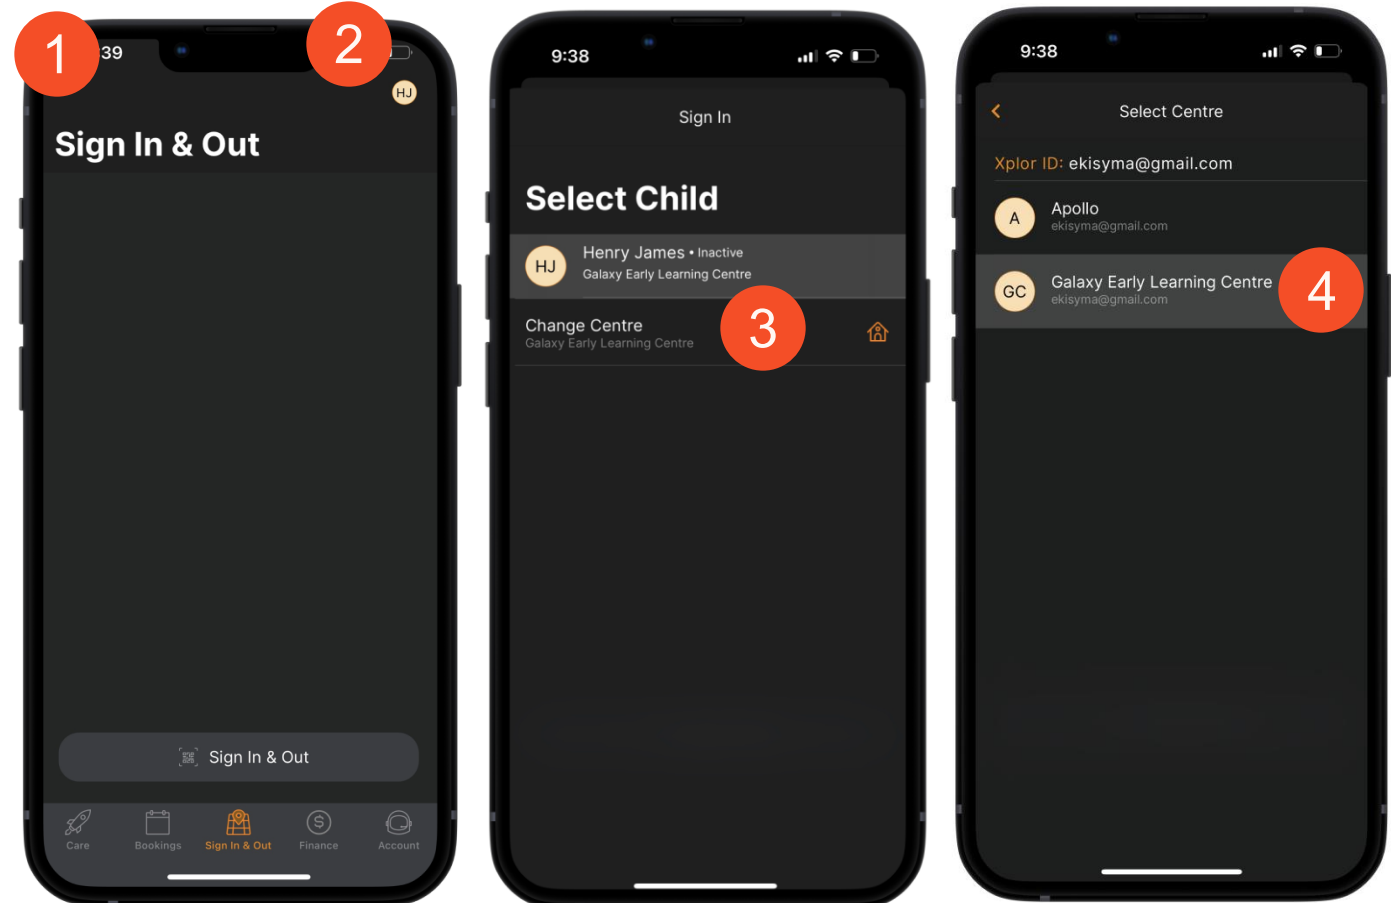 1
:39
2
HJ
Sign In & Out
Sign In & Out
Care
Bookings
Sign In & Out
Finance
Account
9:38
Sign In
Select Child
HJ
Henry James • Inactive
Galaxy Early Learning Centre
Change Centre
Galaxy Early Learning Centre
3
9:38
Select Centre
Xplor ID: ekisyma@gmail.com
A
Apollo
ekisyma@gmail.com
GC
Galaxy Early Learning Centre
ekisyma@gmail.com
4